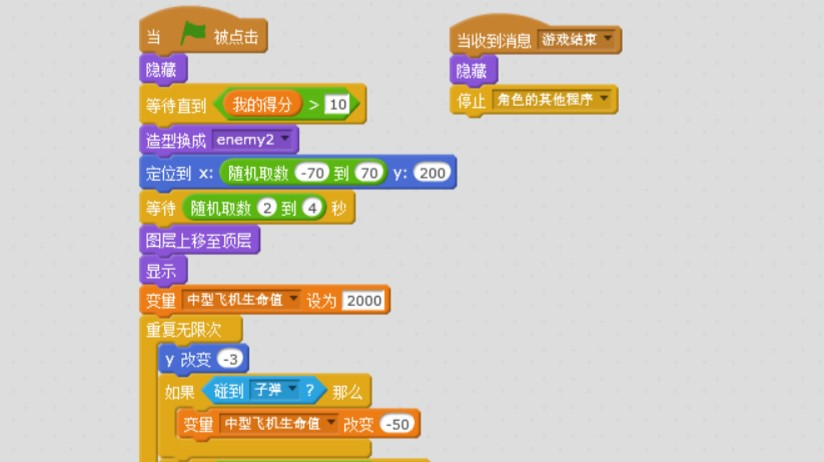 当 被点击
隐藏
等待直到 我的得分 > 10
造型换成 enemy2
定位到 x: 随机取数 -70 到 70 y: 200
等待 随机取数 2 到 4 秒
图层上移至顶层
显示
变量 中型飞机生命值 设为 2000
重复无限次
y 改变 -3
如果 碰到 子弹 ? 那么
变量 中型飞机生命值 改变 -50
当收到消息 游戏结束
隐藏
停止 角色的其他程序